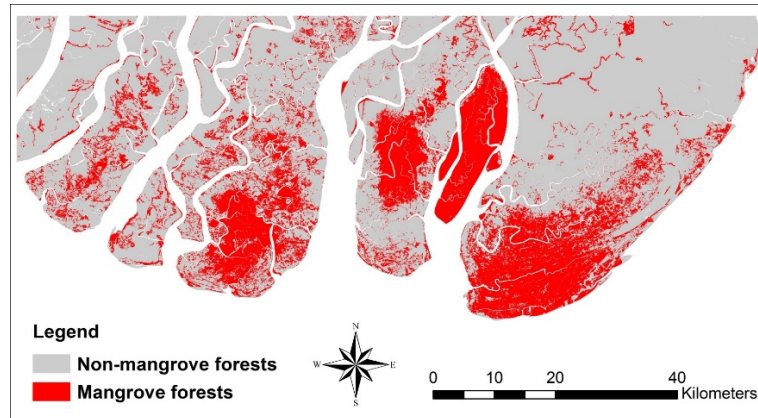 Legend
Non-mangrove forests
Mangrove forests
N
W E
S
0 10 20 40
Kilometers